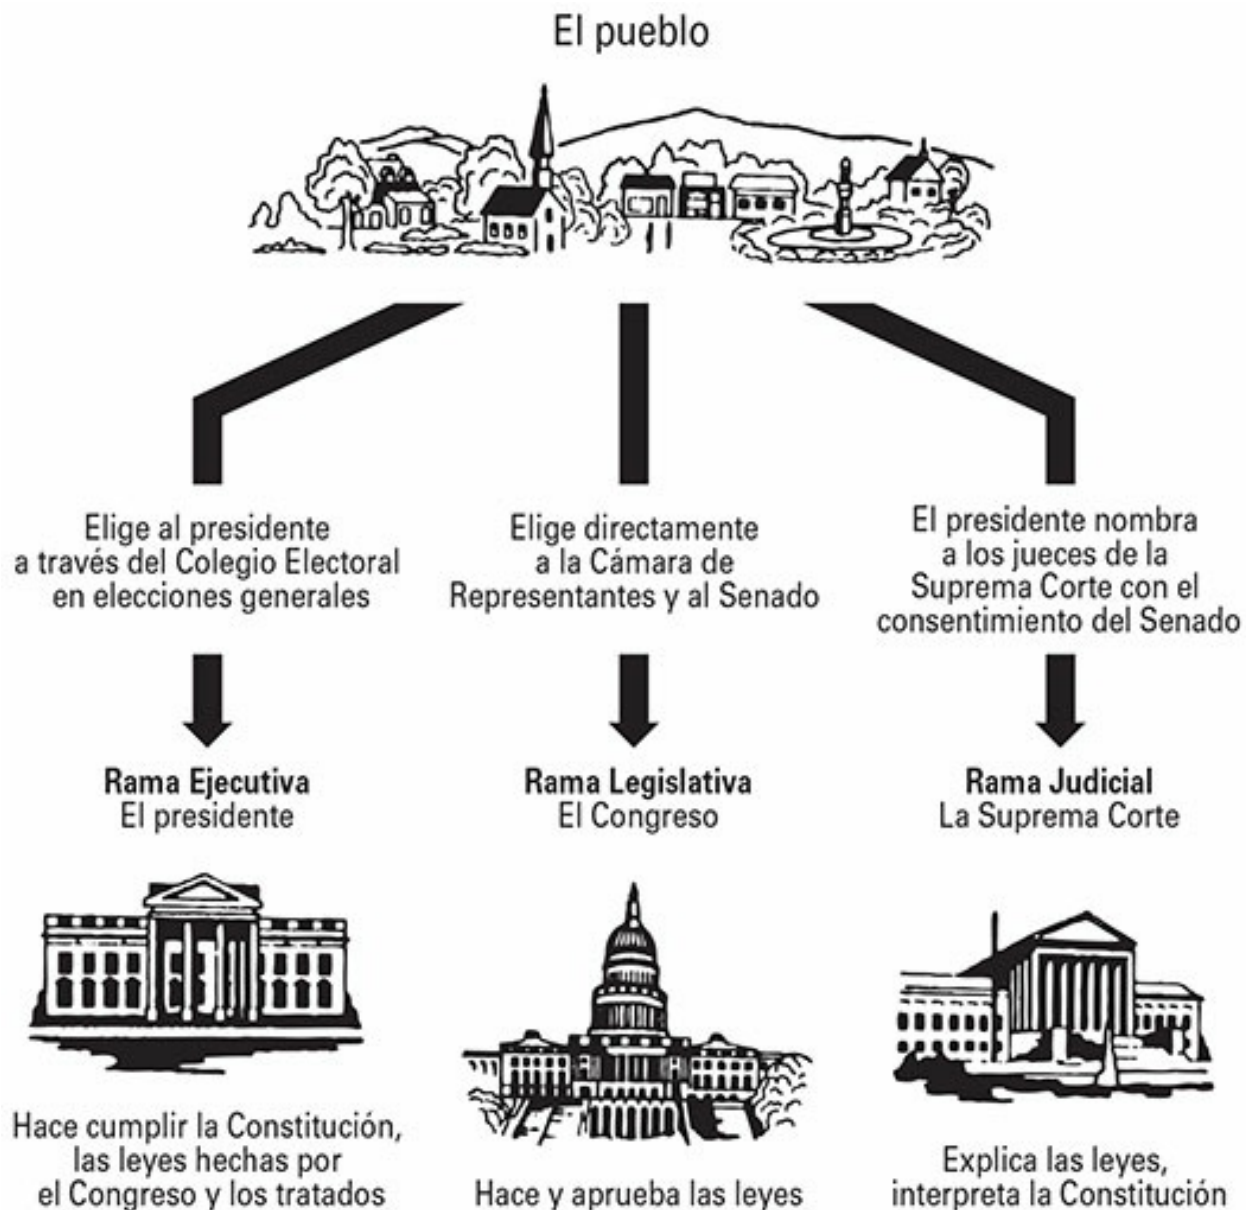 El pueblo
Elige al presidente
a través del Colegio Electoral
en elecciones generales
Elige directamente
a la Cámara de
Representantes y al Senado
El presidente nombra
a los jueces de la
Suprema Corte con el
consentimiento del Senado
Rama Ejecutiva
El presidente
Rama Legislativa
El Congreso
Rama Judicial
La Suprema Corte
Hace cumplir la Constitución,
las leyes hechas por
el Congreso y los tratados
Hace y aprueba las leyes
Explica las leyes,
interpreta la Constitución